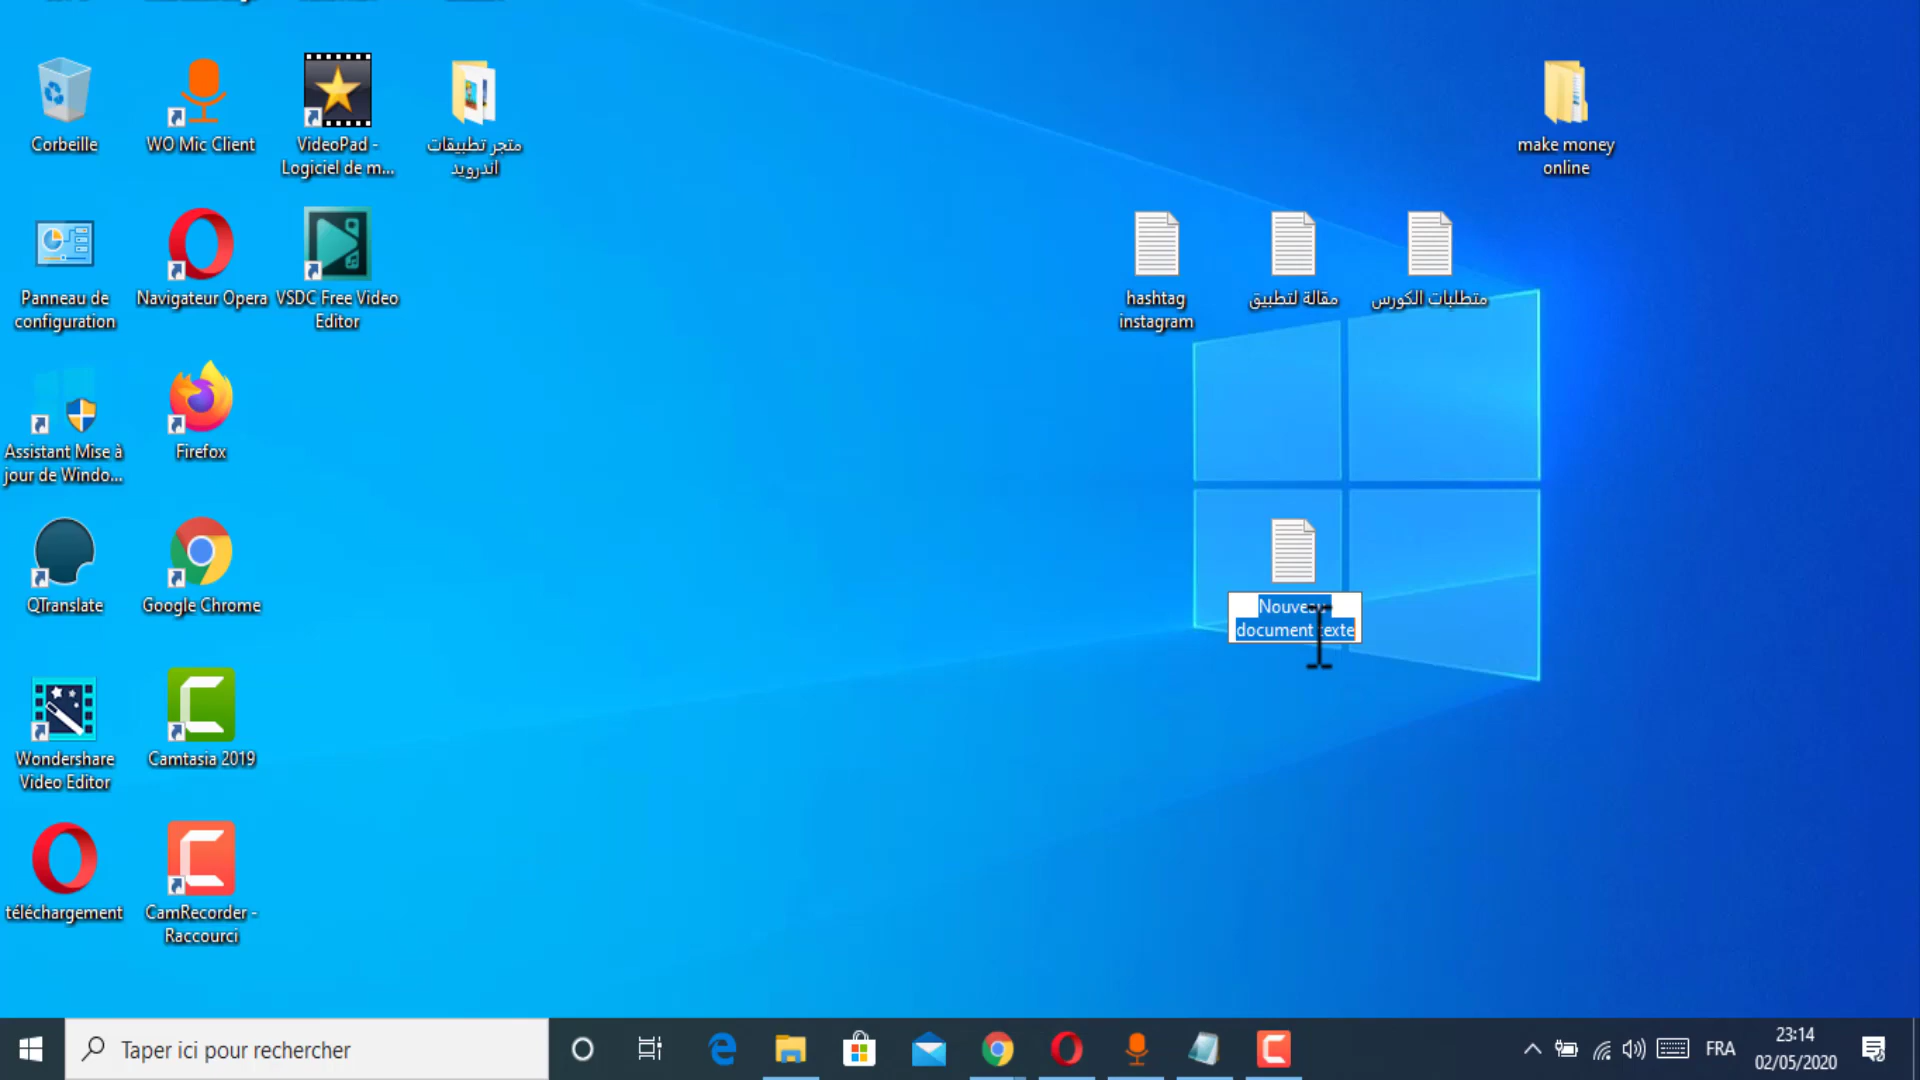 Corbeille
WO Mic Client
VideoPad -
Logiciel de m...
متجر تطبيقات
اندرويد
make money
online
Panneau de
configuration
Navigateur Opera
VSDC Free Video
Editor
hashtag
instagram
مقالة لتطبيق
متطلبات الكورس
Assistant Mise à
jour de Windo...
Firefox
QTranslate
Google Chrome
Nouveau
document texte
Wondershare
Video Editor
Camtasia 2019
téléchargement
CamRecorder -
Raccourci
Taper ici pour rechercher
FRA
23:14
02/05/2020